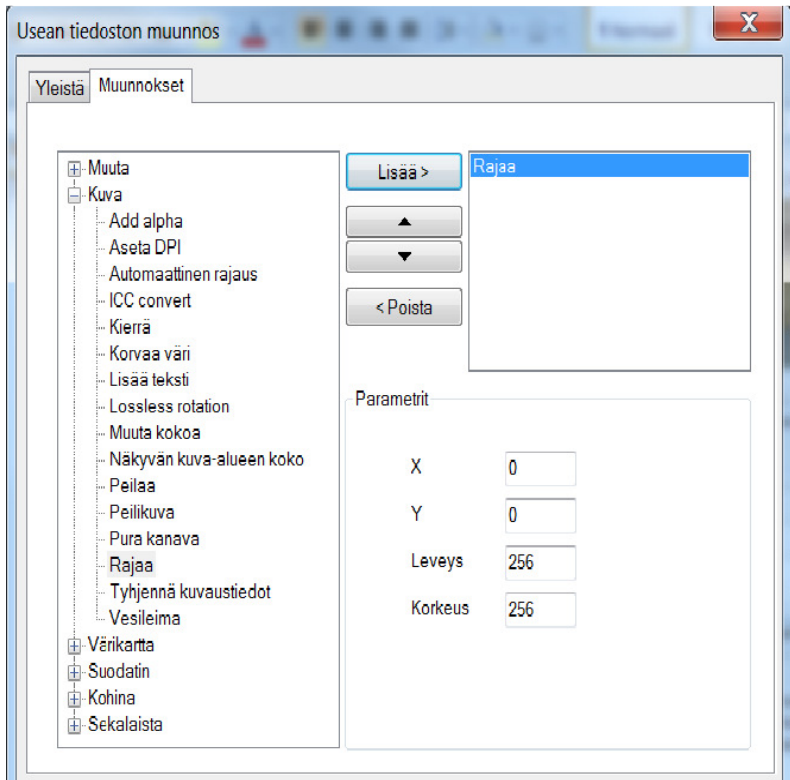 Usean tiedoston muunnos
Yleistä
Muunnokset
Muuta
Kuva
Add alpha
Aseta DPI
Automaattinen rajaus
ICC convert
Kierrä
Korvaa väri
Lisää teksti
Lossless rotation
Muuta kokoa
Näkyvän kuva-alueen koko
Peilaa
Peilikuva
Pura kanava
Rajaa
Tyhjennä kuvaustiedot
Vesileima
Värikartta
Suodatin
Kohina
Sekalaista
Lisää >
< Poista
Rajaa
Parametrit
X 0
Y 0
Leveys 256
Korkeus 256